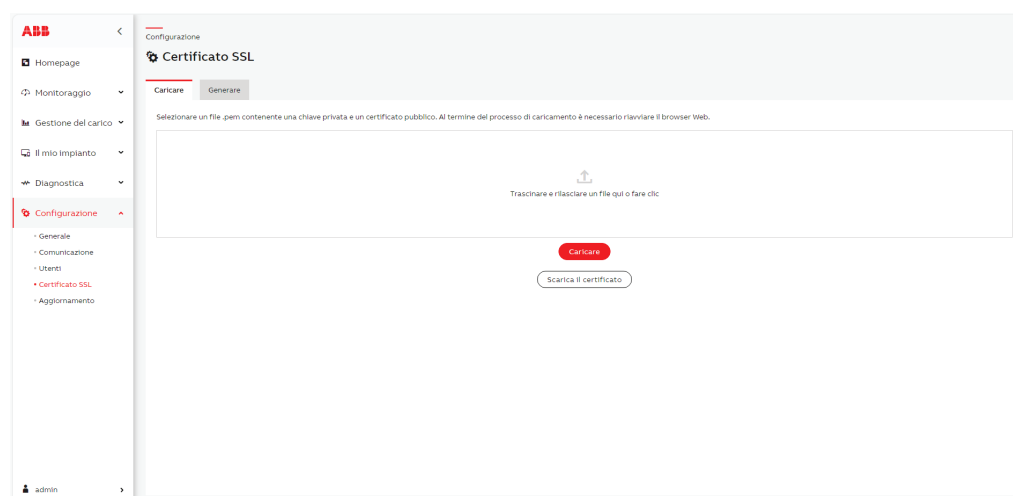 ABB
Homepage
Monitoraggio
Gestione del carico
Il mio impianto
Diagnostica
Configurazione
Generale
Comunicazione
Utenti
Certificato SSL
Aggiornamento
admin
Configurazione
Certificato SSL
Caricare Generare
Selezionare un file .pem contenente una chiave privata e un certificato pubblico. Al termine del processo di caricamento è necessario riavviare il browser Web.
Trascinare e rilasciare un file qui o fare clic
Caricare
Scarica il certificato